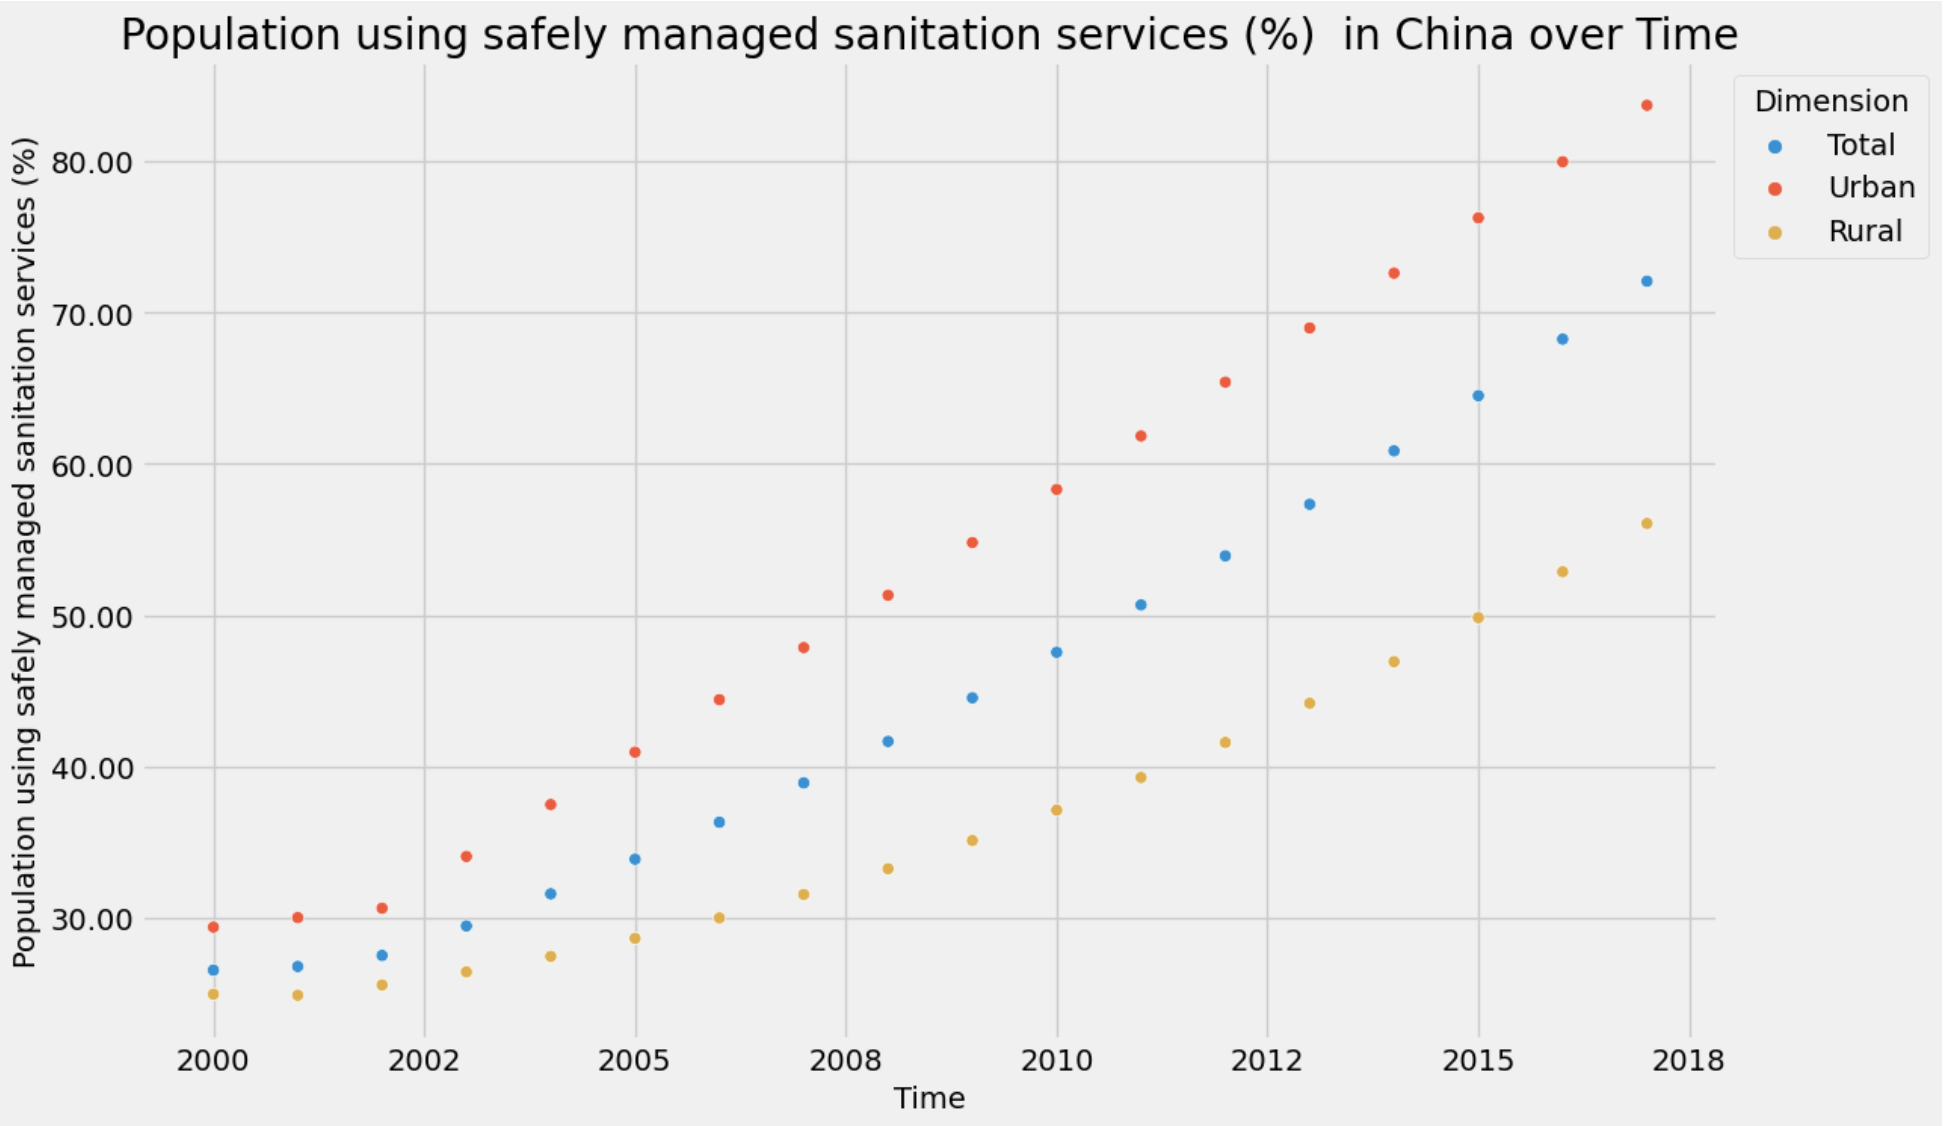 Population using safely managed sanitation services (%)  in China over Time
Dimension
Total
Urban
Rural
Population using safely managed sanitation services (%)
80.00
70.00
60.00
50.00
40.00
30.00
2000 2002 2005 2008 2010 2012 2015 2018
Time